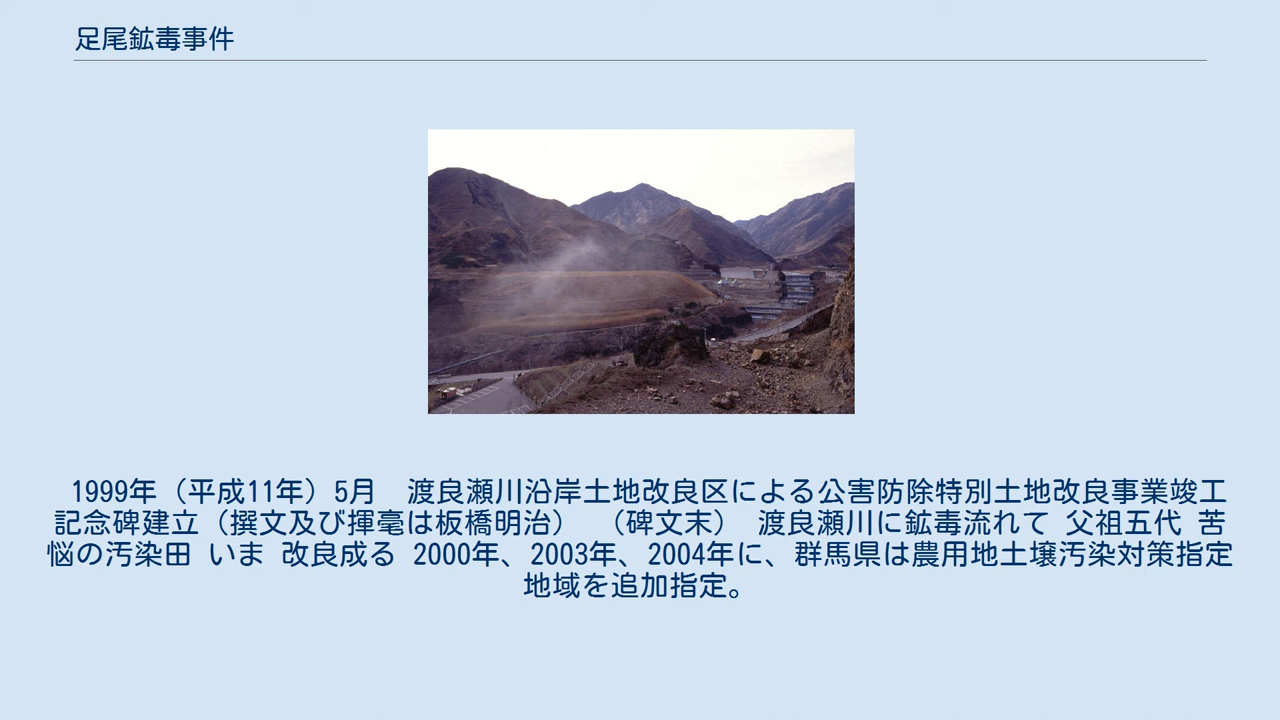 足尾鉱毒事件
1999年（平成11年）5月　渡良瀬川沿岸土地改良区による公害防除特別土地改良事業竣工
記念碑建立（撰文及び揮毫は板橋明治）　（碑文末）　渡良瀬川に鉱毒流れて 父祖五代 苦
悩の汚染田 いま 改良成る 2000年、2003年、2004年に、群馬県は農用地土壌汚染対策指定
地域を追加指定。